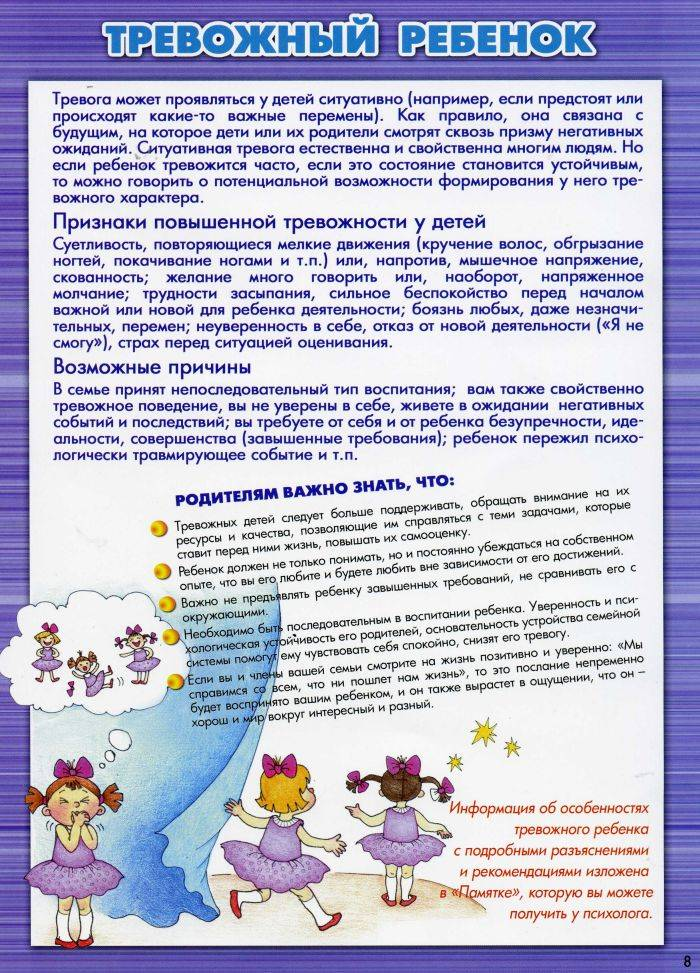 ТРЕВОЖНЫЙ РЕБЕНОК
Тревога может проявляться у детей ситуативно (например, если предстоят или
происходят какие-то важные перемены). Как правило, она связана с
будущим, на которое дети или их родители смотрят сквозь призму негативных
ожиданий. Ситуативная тревога естественна и свойственна многим людям. Но
если ребенок тревожится часто, если это состояние становится устойчивым,
то можно говорить о потенциальной возможности формирования у него тре-
вожного характера.
Признаки повышенной тревожности у детей
Суетливость, повторяющиеся мелкие движения (кручение волос, обгрызание
ногтей, покачивание ногами и т.п.) или, напротив, мышечное напряжение,
скованность; желание много говорить или, наоборот, напряженное
молчание; трудности засыпания, сильное беспокойство перед началом
важной или новой для ребенка деятельности; боязнь любых, даже незначи-
тельных, перемен; неуверенность в себе, отказ от новой деятельности («Я не
смогу»), страх перед ситуацией оценивания.
Возможные причины
В семье принят непоследовательный тип воспитания; вам также свойственно
тревожное поведение, вы не уверены в себе, живете в ожидании негативных
событий и последствий; вы требуете от себя и от ребенка безупречности, иде-
альности, совершенства (завышенные требования); ребенок пережил психо-
логически травмирующее событие и т.п.
РОДИТЕЛЯМ ВАЖНО ЗНАТЬ, ЧТО:
Тревожных детей следует больше поддерживать, обращать внимание на их
ресурсы и качества, позволяющие им справляться с теми задачами, которые
ставит перед ними жизнь, повышать их самооценку.
Ребенок должен не только понимать, но и постоянно убеждаться на собственном
опыте, что вы его любите и будете любить вне зависимости от его достижений.
Важно не предъявлять ребенку завышенных требований, не сравнивать его с
окружающими.
Необходимо быть последовательным в воспитании ребенка. Уверенность и пси-
хологическая устойчивость его родителей, основательность устройства семейной
системы помогут ему чувствовать себя спокойно, снизят его тревогу.
Если вы и члены вашей семьи смотрите на жизнь позитивно и уверенно: «Мы
справимся со всем, что ни пошлет нам жизнь», то это послание непременно
будет воспринято вашим ребенком, и он также вырастет в ощущении, что он –
хорош и мир вокруг интересный и разный.
Информация об особенностях
тревожного ребенка
с подробными разъяснениями
и рекомендациями изложена
в «Памятке», которую вы можете
получить у психолога.
8